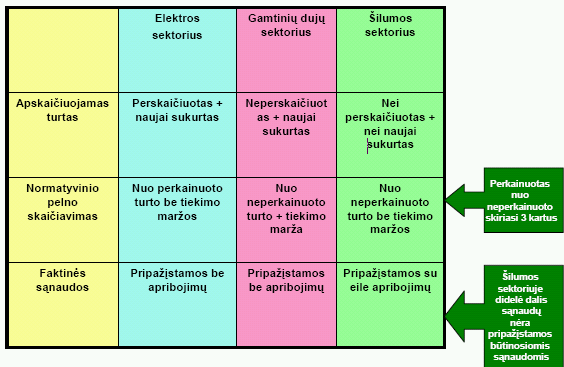 Elektros
sektorius
Gamtinių dujų
sektorius
Šilumos
sektorius
Apskaičiuojamas
turtas
Perskaičiuotas +
naujai sukurtas
Neperskaičiuot
as + naujai
sukurtas
Nei
perskaičiuotas +
nei naujai
sukurtas
Normatyvinio
pelno
skaičiavimas
Nuo perkainuoto
turto be tiekimo
maržos
Nuo
neperkainuoto
turto + tiekimo
marža
Nuo
neperkainuoto
turto be tiekimo
maržos
Perkainuotas
nuo
neperkainuoto
skiriasi 3 kartus
Faktinės
sąnaudos
Pripažįstamos be
apribojimų
Pripažįstamos
be apribojimų
Pripažįstamos su
eile apribojimų
Šilumos
sektoriuje
didelė dalis
sąnaudų
nėra
pripažįstamos
būtinosiomis
sąnaudomis